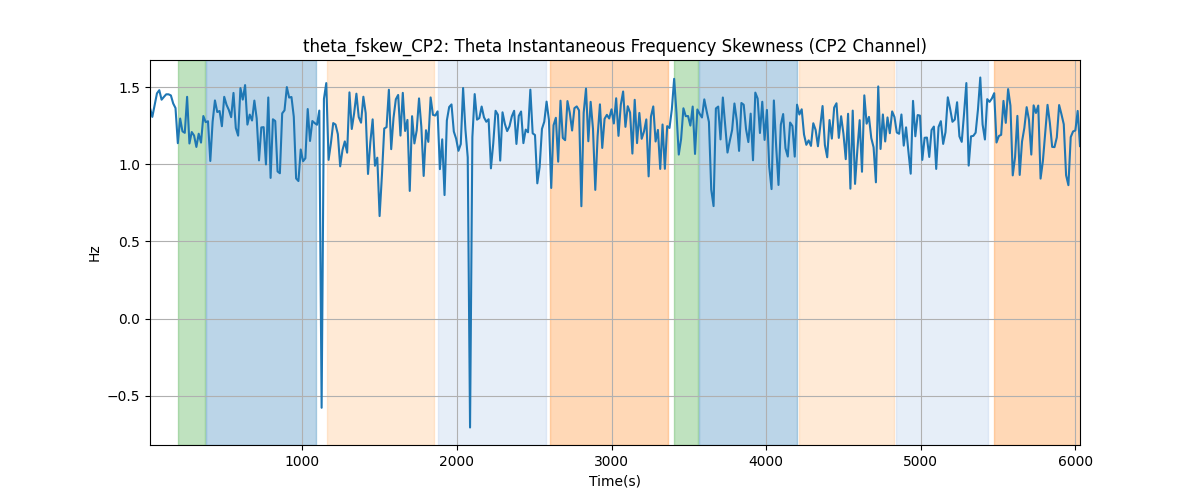 theta_fskew_CP2: Theta Instantaneous Frequency Skewness (CP2 Channel)
1.5
1.0
0.5
0.0
−0.5
Hz
1000 2000 3000 4000 5000 6000
Time(s)